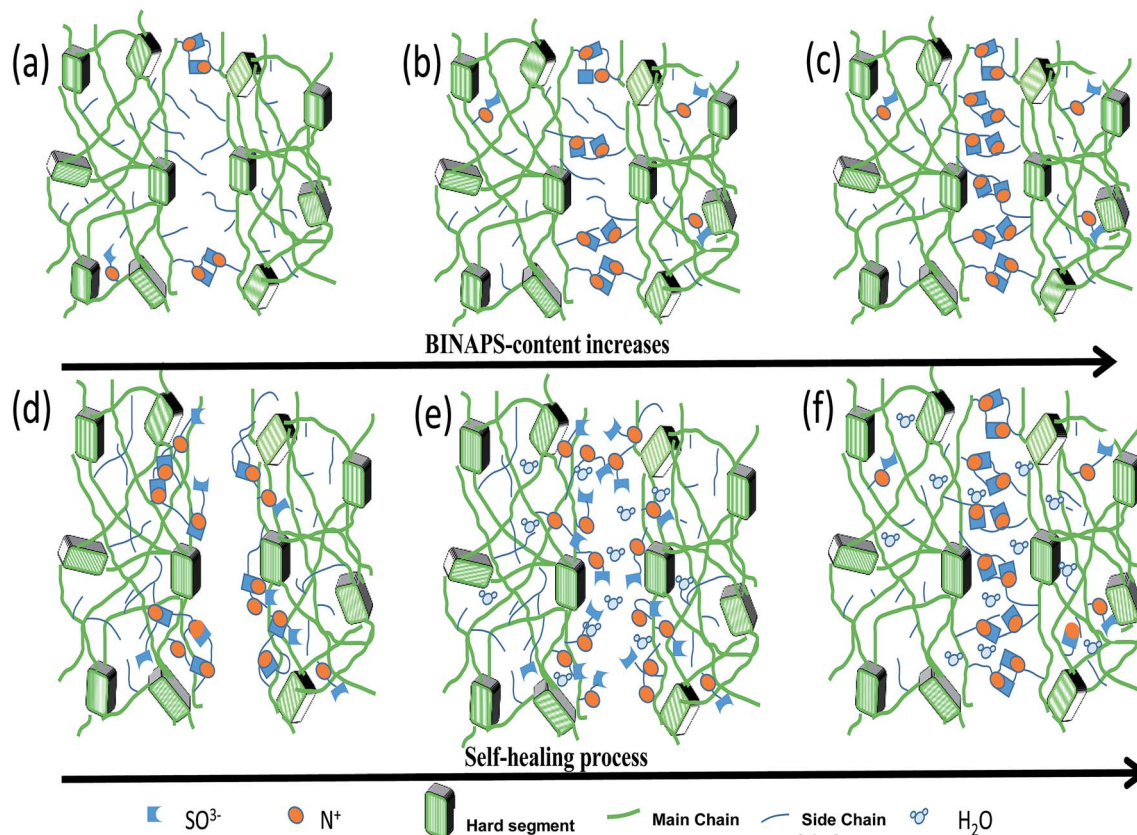 (a)
(b)
(c)
BINAPS-content increases
(d)
(e)
(f)
Self-healing process
SO³⁻
N⁺
Hard segment
Main Chain
Side Chain
H₂O